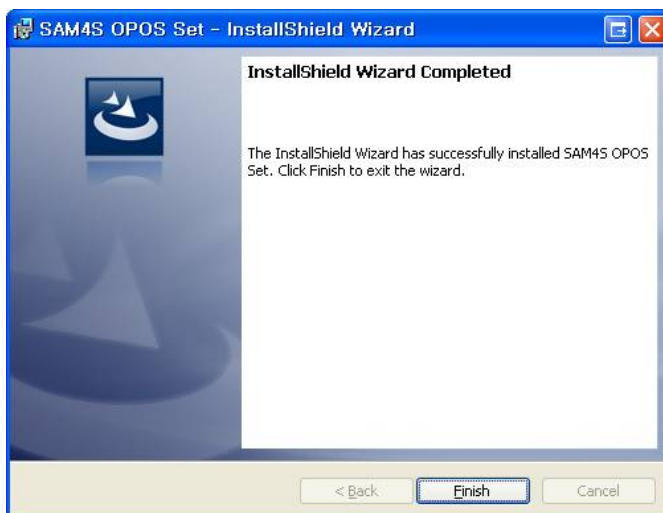 SAM4S OPOS Set - InstallShield Wizard
InstallShield Wizard Completed
The InstallShield Wizard has successfully installed SAM4S OPOS
Set. Click Finish to exit the wizard.
< Back
Finish
Cancel